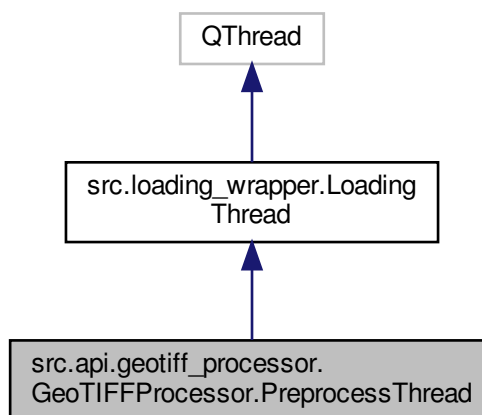 QThread
src.loading_wrapper.Loading
Thread
src.api.geotiff_processor.
GeoTIFFProcessor.PreprocessThread